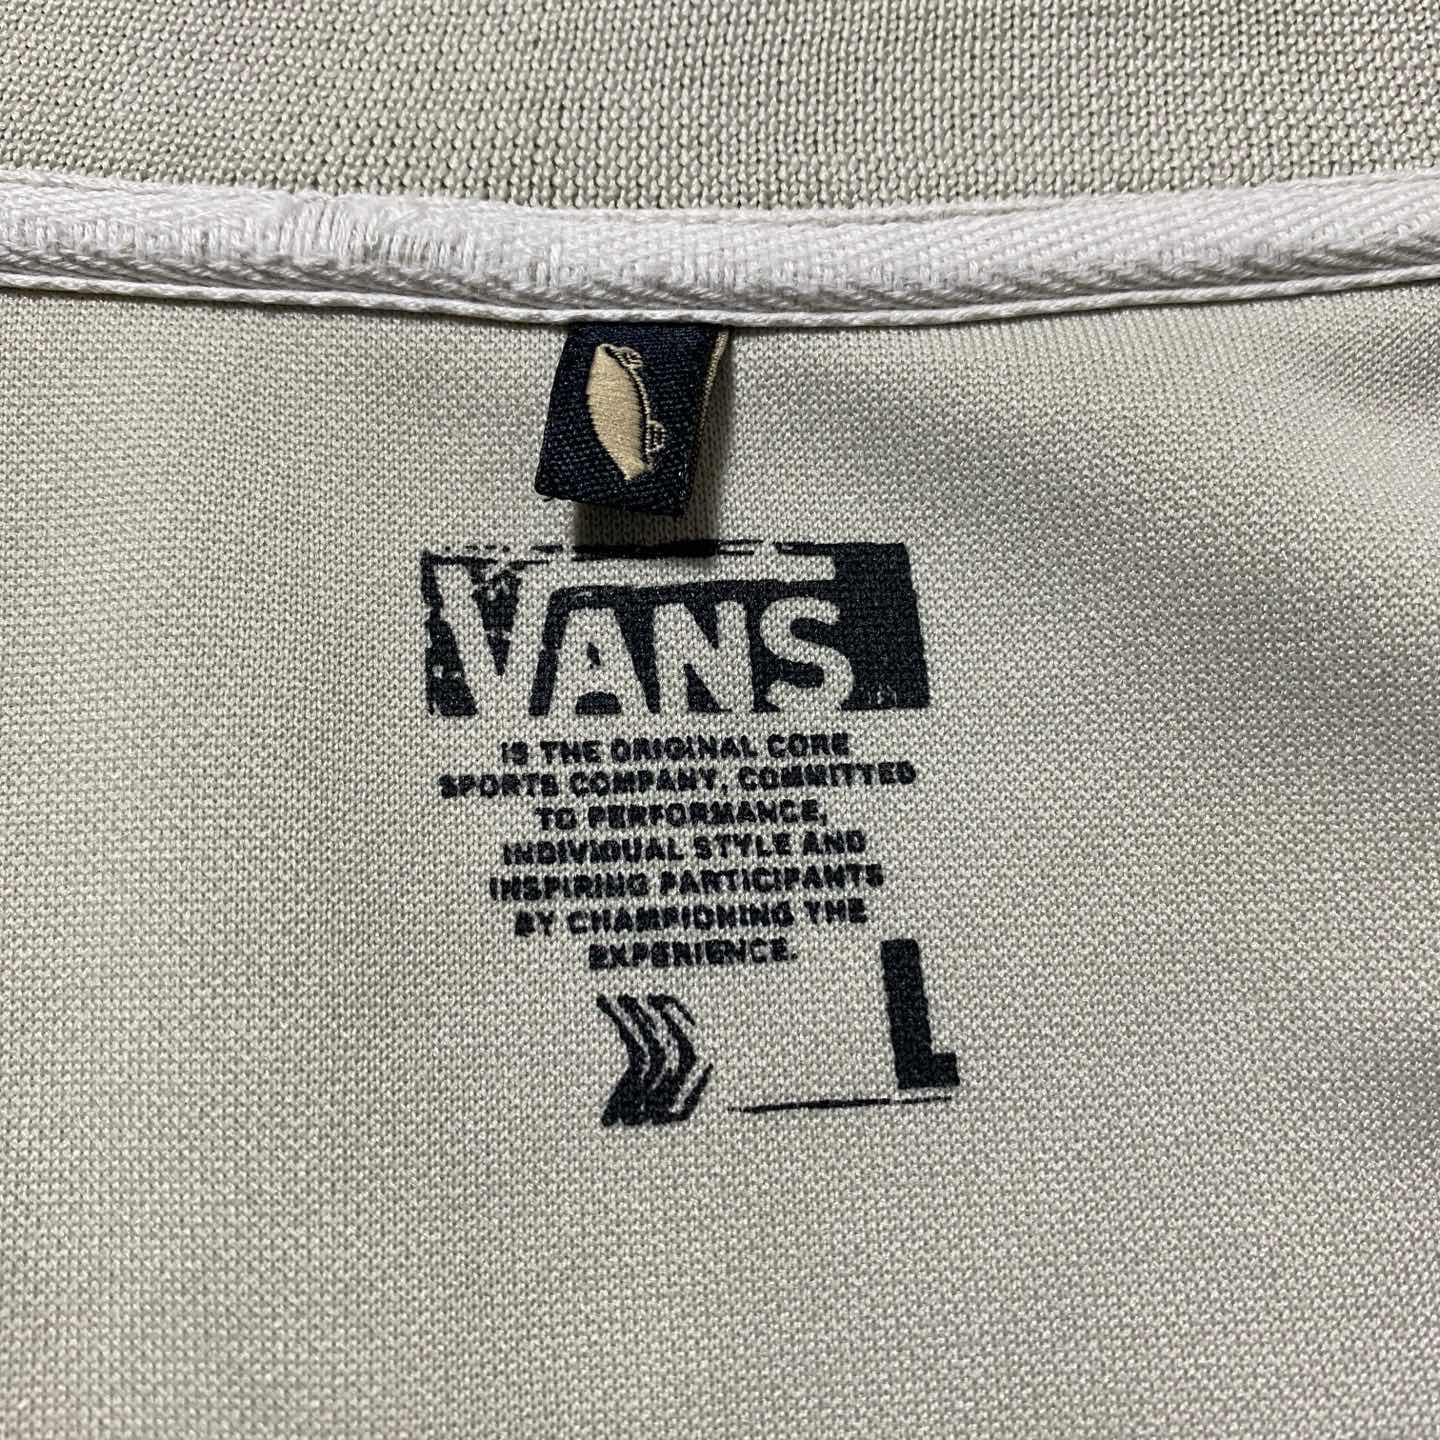 VANS
IS THE ORIGINAL CORE
SPORTS COMPANY, COMMITTED
TO PERFORMANCE,
INDIVIDUAL STYLE AND
INSPIRING PARTICIPANTS
BY CHAMPIONING THE
EXPERIENCE.
L